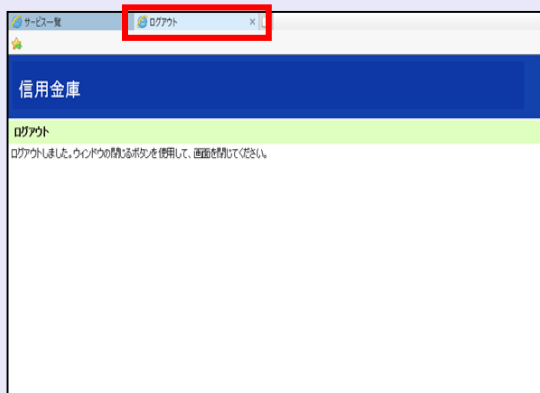 サービス一覧
ログアウト
信用金庫
ログアウト
ログアウトしました。ウィンドウの閉じるボタンを使用して、画面を閉じてください。